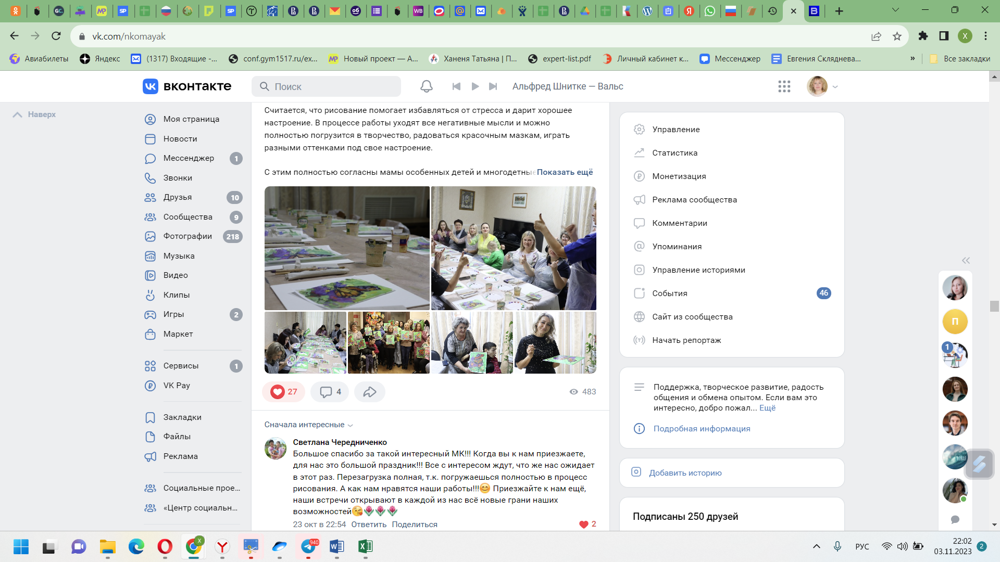 vk.com/nkomayak
X
Авиабилеты
Яндекс
(1317) Входящие -...
conf.gym1517.ru/ex...
Новый проект — A...
Ханеня Татьяна | П...
expert-list.pdf
Личный кабинет к...
Мессенджер
Евгения Скляднева...
»
Все закладки
вконтакте
Поиск
Альфред Шнитке — Вальс
Наверх
Моя страница
Новости
Мессенджер 1
Звонки
Друзья 10
Сообщества 9
Фотографии 218
Музыка
Видео
Клипы
Игры 2
Маркет
Сервисы 1
VK Pay
Закладки
Файлы
Реклама
Социальные прое...
«Центр социальн...
Считается, что рисование помогает избавляться от стресса и дарит хорошее
настроение. В процессе работы уходят все негативные мысли и можно
полностью погрузится в творчество, радоваться красочным мазкам, играть
разными оттенками под свое настроение.
С этим полностью согласны мамы особенных детей и многодетные Показать ещё
27
4
483
Сначала интересные
Светлана Чередниченко
Большое спасибо за такой интересный МК!!! Когда вы к нам приезжаете,
для нас это большой праздник!!! Все с интересом ждут, что же нас ожидает
в этот раз. Перезагрузка полная, т.к. погружаешься полностью в процесс
рисования. А как нам нравятся наши работы!!!😊 Приезжайте к нам ещё,
наши встречи открывают в каждой из нас всё новые грани наших
возможностей😘🌷🌷🌷
23 окт в 22:54 Ответить Поделиться
2
Управление
Статистика
Монетизация
Реклама сообщества
Комментарии
Упоминания
Управление историями
События 46
Сайт из сообщества
Начать репортаж
Поддержка, творческое развитие, радость
общения и обмена опытом. Если вам это
интересно, добро пожал... Ещё
Подробная информация
Добавить историю
Подписаны 250 друзей
П
1
940
РУС
22:02
03.11.2023
2